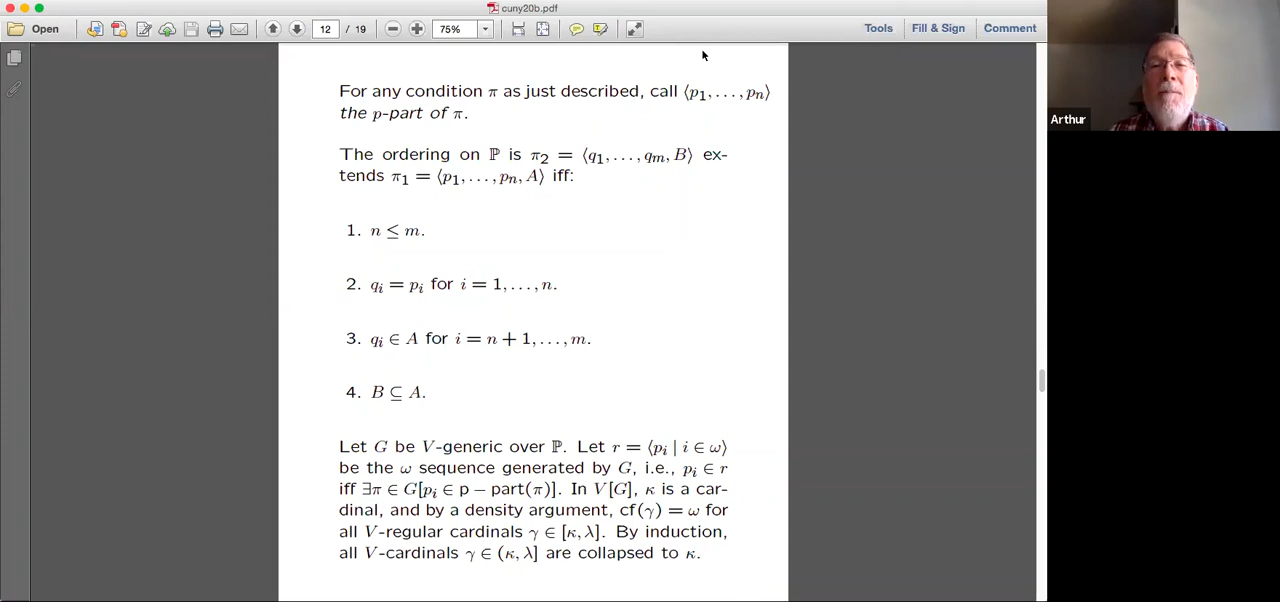 cuny20b.pdf
Open
12 / 19
75%
Tools
Fill & Sign
Comment
For any condition π as just described, call ⟨p₁, . . . , pₙ⟩
the p-part of π.
The ordering on ℙ is π₂ = ⟨q₁, . . . , qₘ, B⟩ ex-
tends π₁ = ⟨p₁, . . . , pₙ, A⟩ iff:
1. n ≤ m.
2. qᵢ = pᵢ for i = 1, . . . , n.
3. qᵢ ∈ A for i = n + 1, . . . , m.
4. B ⊆ A.
Let G be V-generic over ℙ. Let r = ⟨pᵢ | i ∈ ω⟩
be the ω sequence generated by G, i.e., pᵢ ∈ r
iff ∃π ∈ G[pᵢ ∈ p − part(π)]. In V[G], κ is a car-
dinal, and by a density argument, cf(γ) = ω for
all V-regular cardinals γ ∈ [κ, λ]. By induction,
all V-cardinals γ ∈ (κ, λ] are collapsed to κ.
Arthur